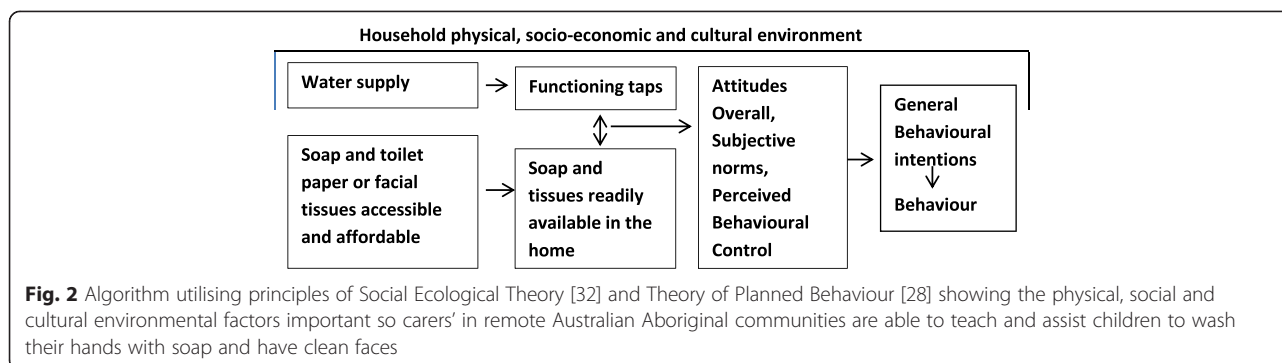 Household physical, socio-economic and cultural environment
Water supply
Functioning taps
Soap and toilet
paper or facial
tissues accessible
and affordable
Soap and
tissues readily
available in the
home
Attitudes
Overall,
Subjective
norms,
Perceived
Behavioural
Control
General
Behavioural
intentions
Behaviour
Fig. 2 Algorithm utilising principles of Social Ecological Theory [32] and Theory of Planned Behaviour [28] showing the physical, social and
cultural environmental factors important so carers' in remote Australian Aboriginal communities are able to teach and assist children to wash
their hands with soap and have clean faces